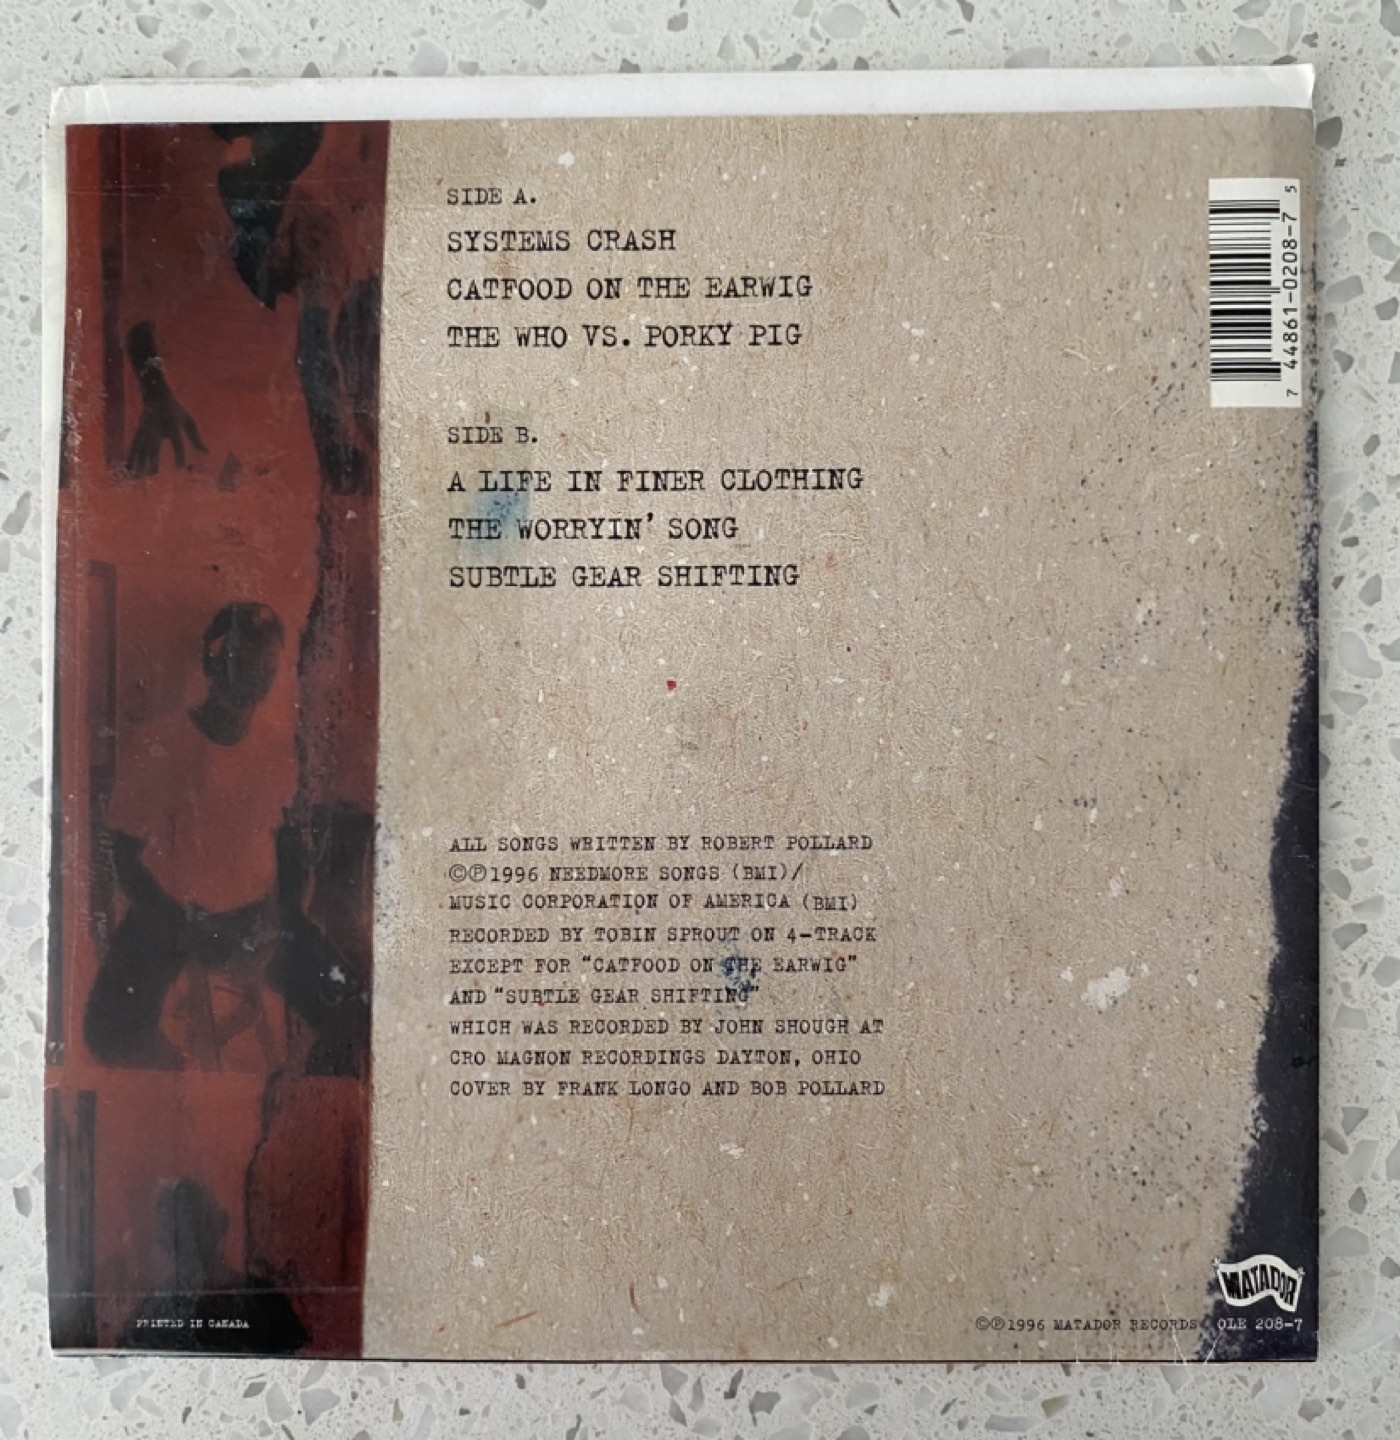 SIDE A.
SYSTEMS CRASH
CATFOOD ON THE EARWIG
THE WHO VS. PORKY PIG
SIDE B.
A LIFE IN FINER CLOTHING
THE WORRYIN' SONG
SUBTLE GEAR SHIFTING
ALL SONGS WRITTEN BY ROBERT POLLARD
©℗1996 NEEDMORE SONGS (BMI)/
MUSIC CORPORATION OF AMERICA (BMI)
RECORDED BY TOBIN SPROUT ON 4-TRACK
EXCEPT FOR "CATFOOD ON THE EARWIG"
AND "SUBTLE GEAR SHIFTING"
WHICH WAS RECORDED BY JOHN SHOUGH AT
CRO MAGNON RECORDINGS DAYTON, OHIO
COVER BY FRANK LONGO AND BOB POLLARD
7 44861-0208-7 5
MATADOR
PRINTED IN CANADA
©℗1996 MATADOR RECORDS OLE 208-7